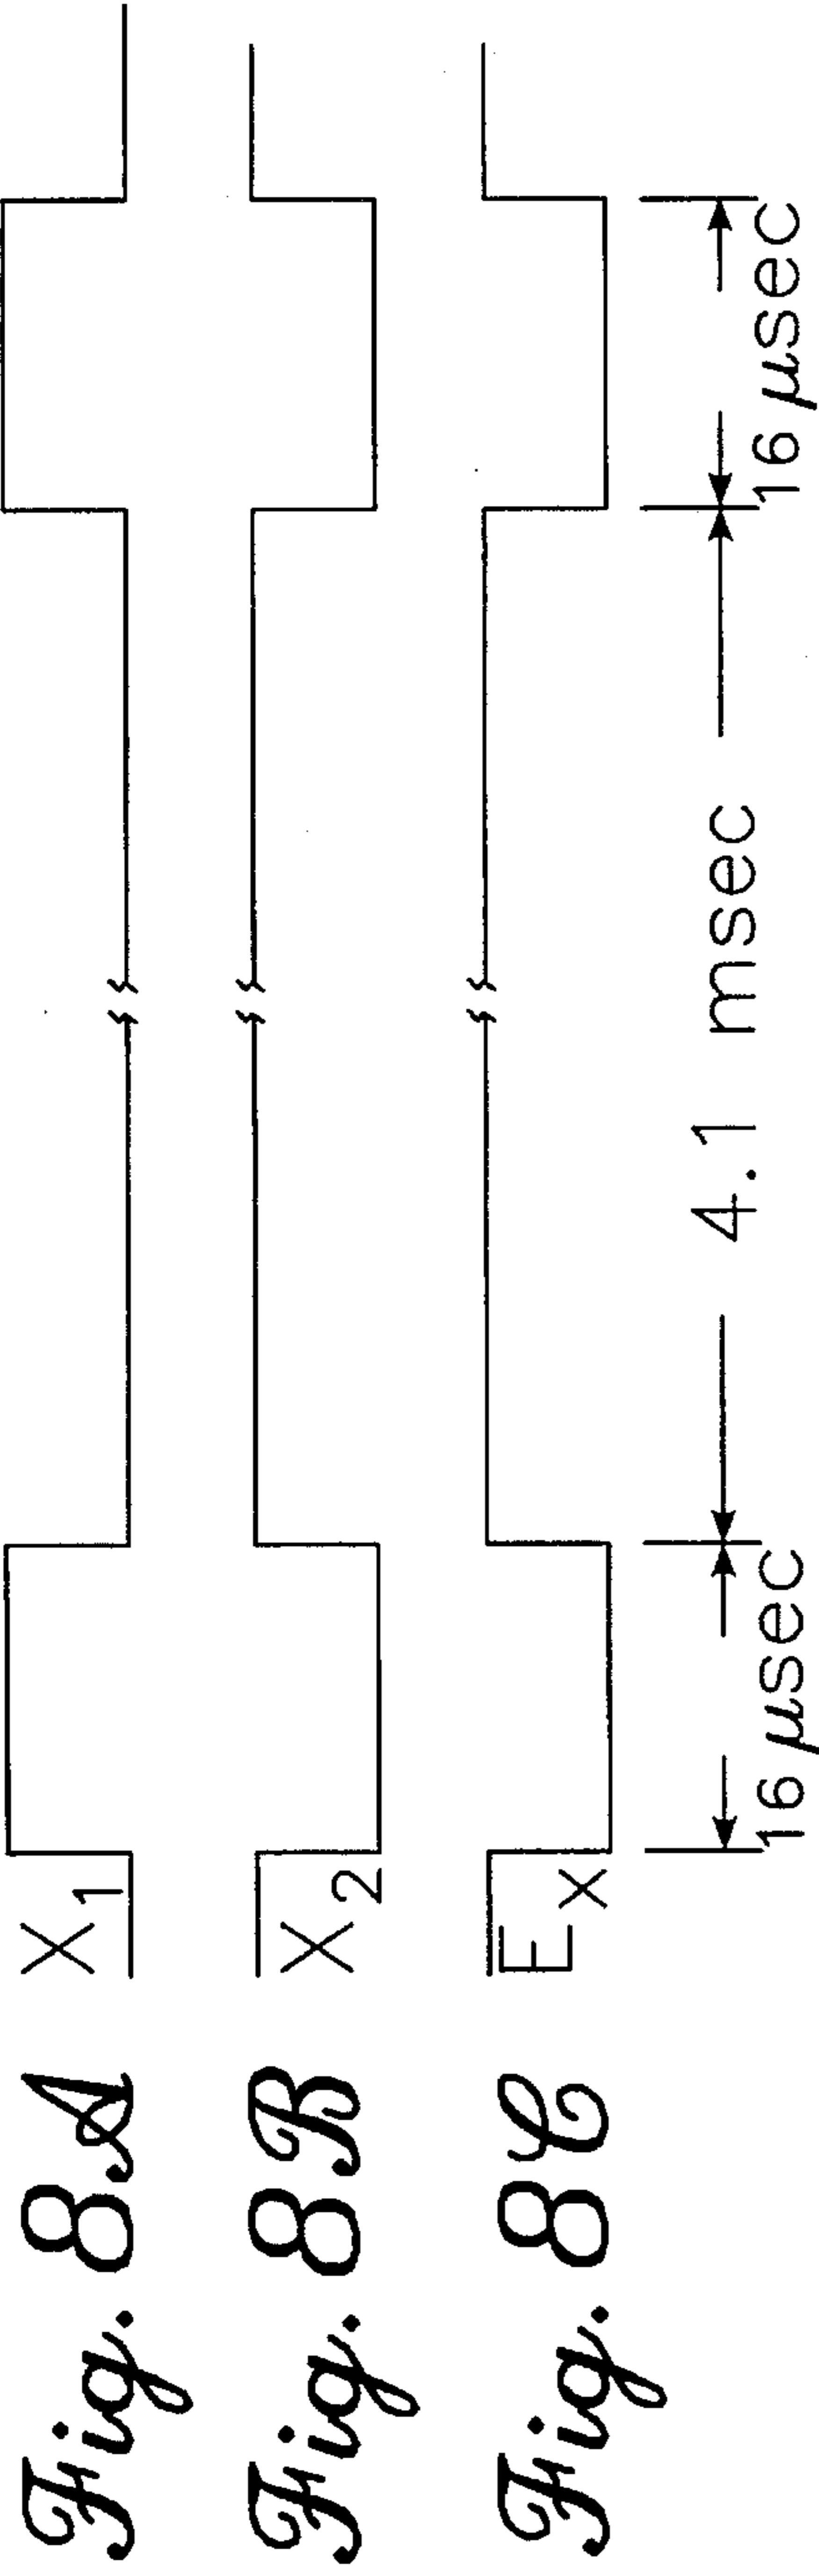 Fig. 8A
X1
Fig. 8B
X2
Fig. 8C
Ex
16 μsec
4.1 msec
16 μsec